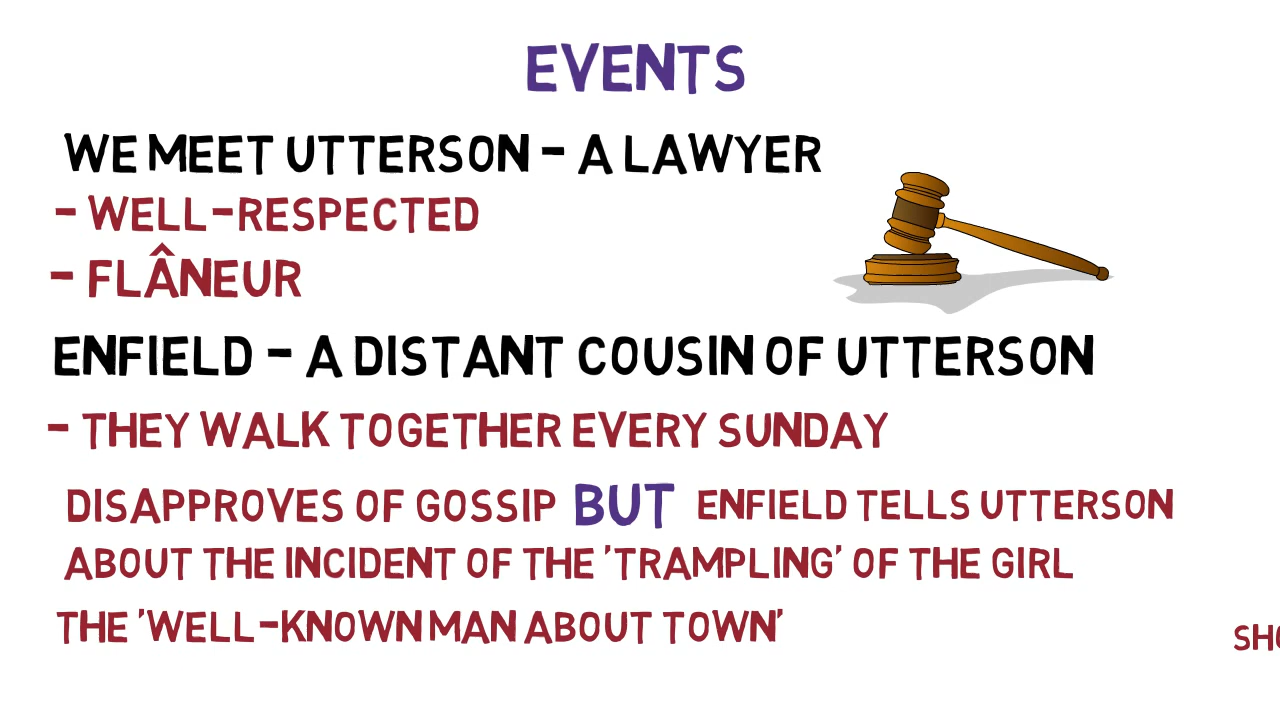 EVENTS
WE MEET UTTERSON - A LAWYER
- WELL-RESPECTED
- FLÂNEUR
ENFIELD - A DISTANT COUSIN OF UTTERSON
- THEY WALK TOGETHER EVERY SUNDAY
DISAPPROVES OF GOSSIP BUT ENFIELD TELLS UTTERSON
ABOUT THE INCIDENT OF THE 'TRAMPLING' OF THE GIRL
THE 'WELL-KNOWN MAN ABOUT TOWN'